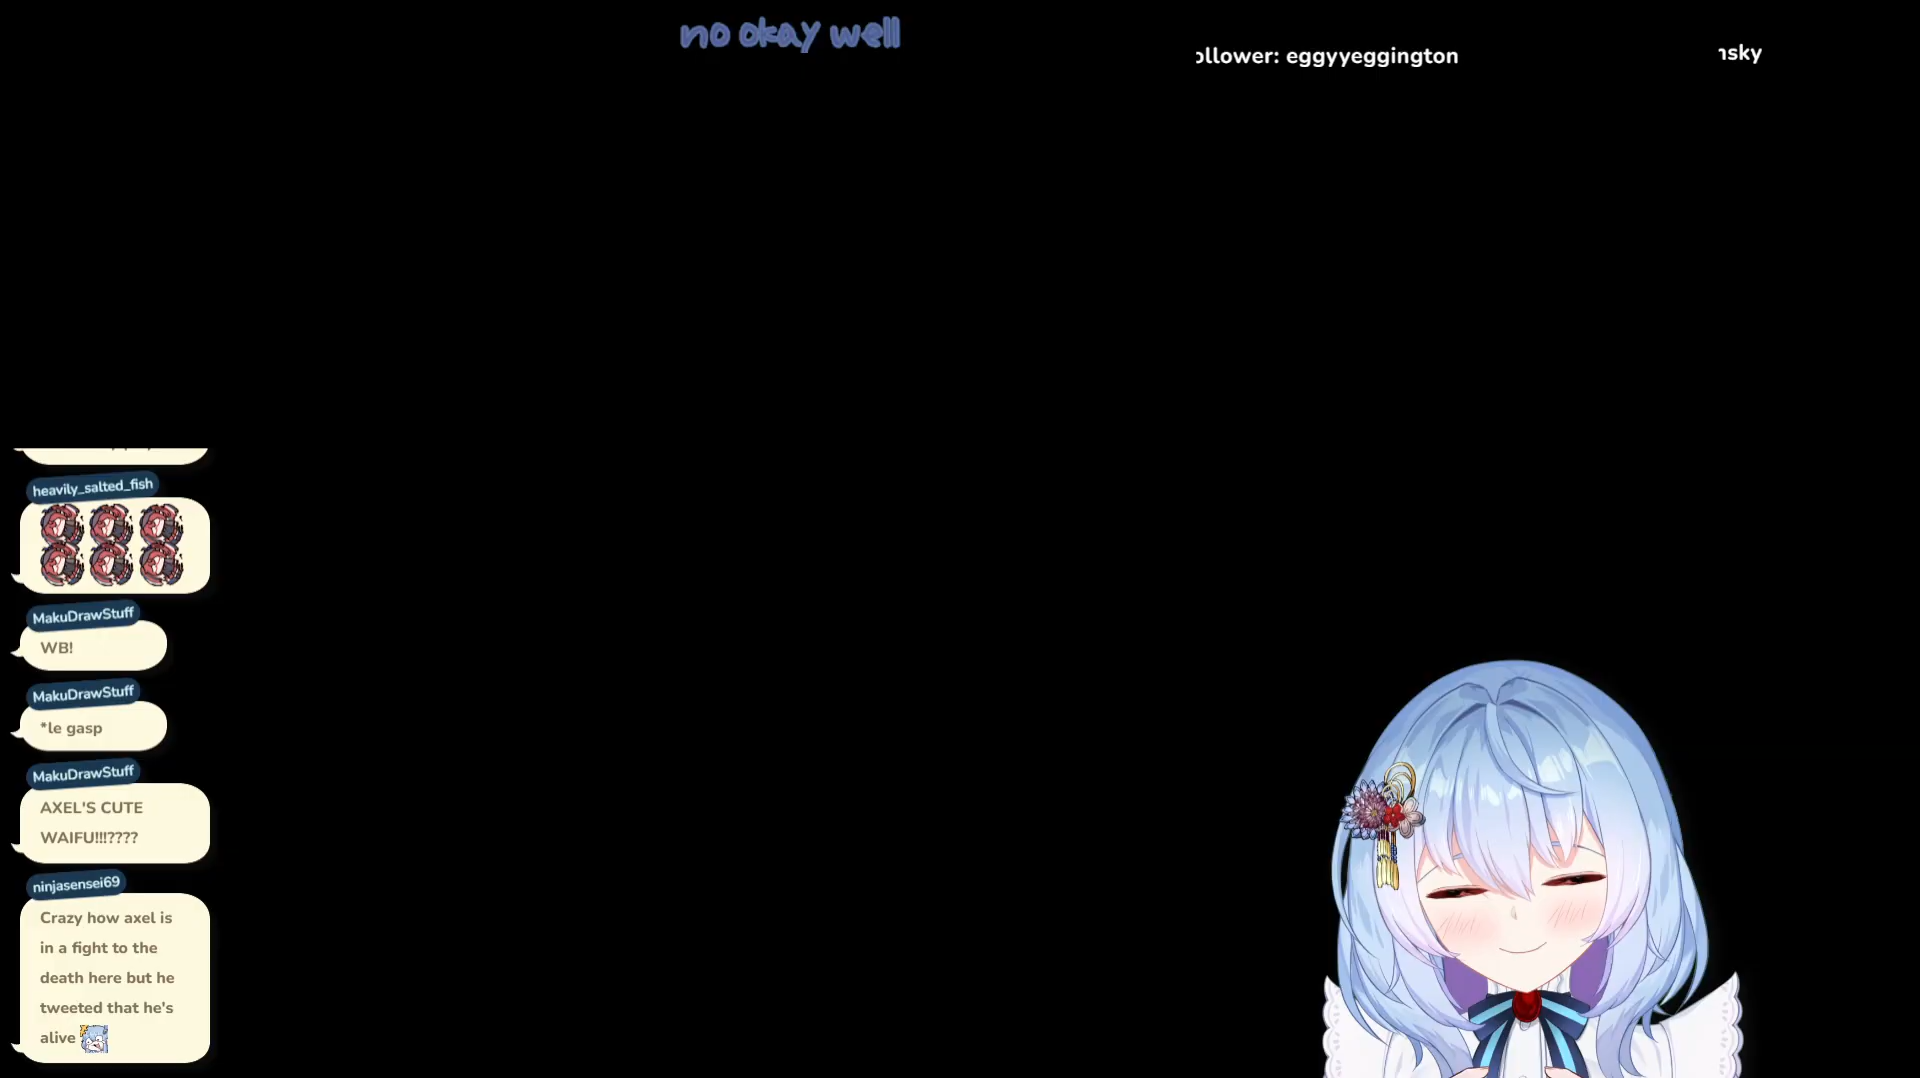 no okay well
ollower: eggyyeggington
sky
heavily_salted_fish
MakuDrawStuff
WB!
MakuDrawStuff
*le gasp
MakuDrawStuff
AXEL'S CUTE
WAIFU!!!????
ninjasensei69
Crazy how axel is
in a fight to the
death here but he
tweeted that he's
alive